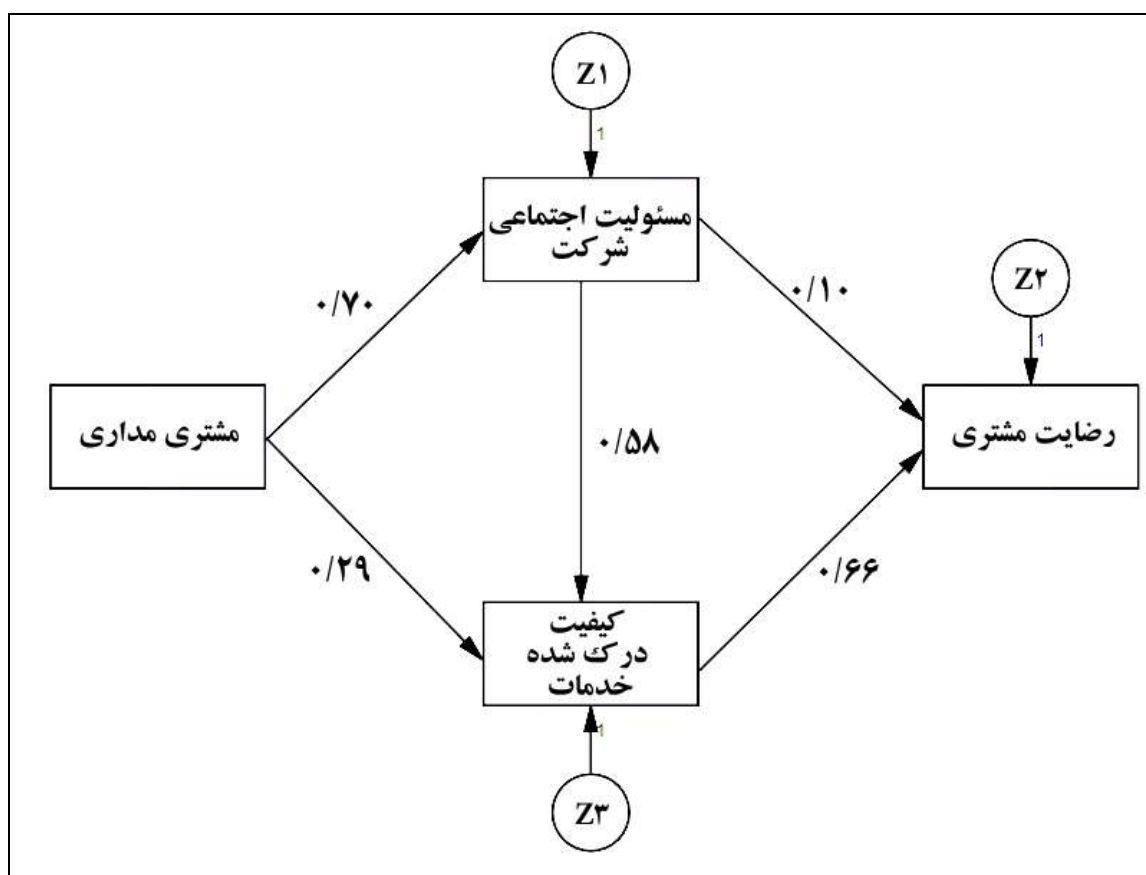 Z۱
1
مسئولیت اجتماعی
شرکت
Z۲
1
۰/۷۰
۰/۱۰
مشتری مداری
۰/۵۸
رضایت مشتری
۰/۲۹
۰/۶۶
کیفیت
درک شده
خدمات
1
Z۳